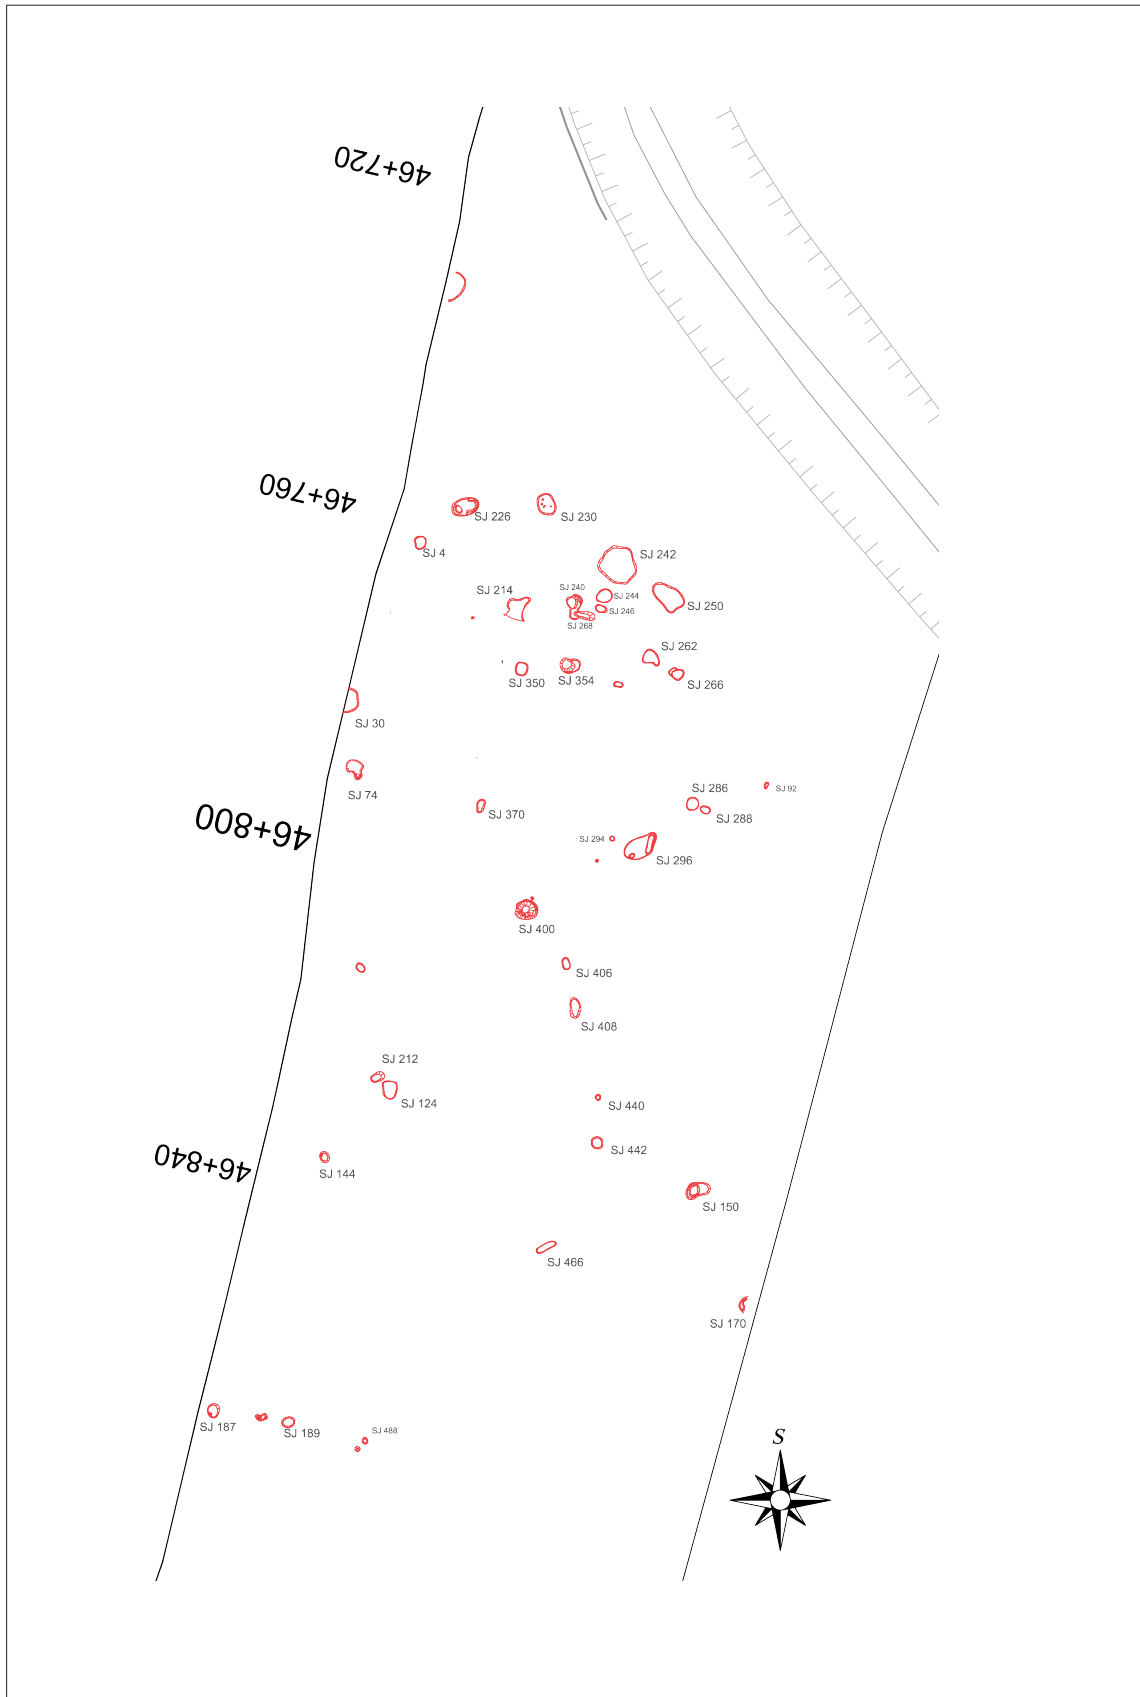 46+720
46+760
SJ 226
SJ 230
SJ 4
SJ 242
SJ 214
SJ 240
SJ 244
SJ 250
SJ 246
SJ 268
SJ 262
SJ 350
SJ 354
SJ 266
SJ 30
SJ 74
SJ 286
SJ 92
46+800
SJ 370
SJ 288
SJ 294
SJ 296
SJ 400
SJ 406
SJ 408
SJ 212
SJ 124
SJ 440
46+840
SJ 442
SJ 144
SJ 150
SJ 466
SJ 170
SJ 187
SJ 189
SJ 488
S